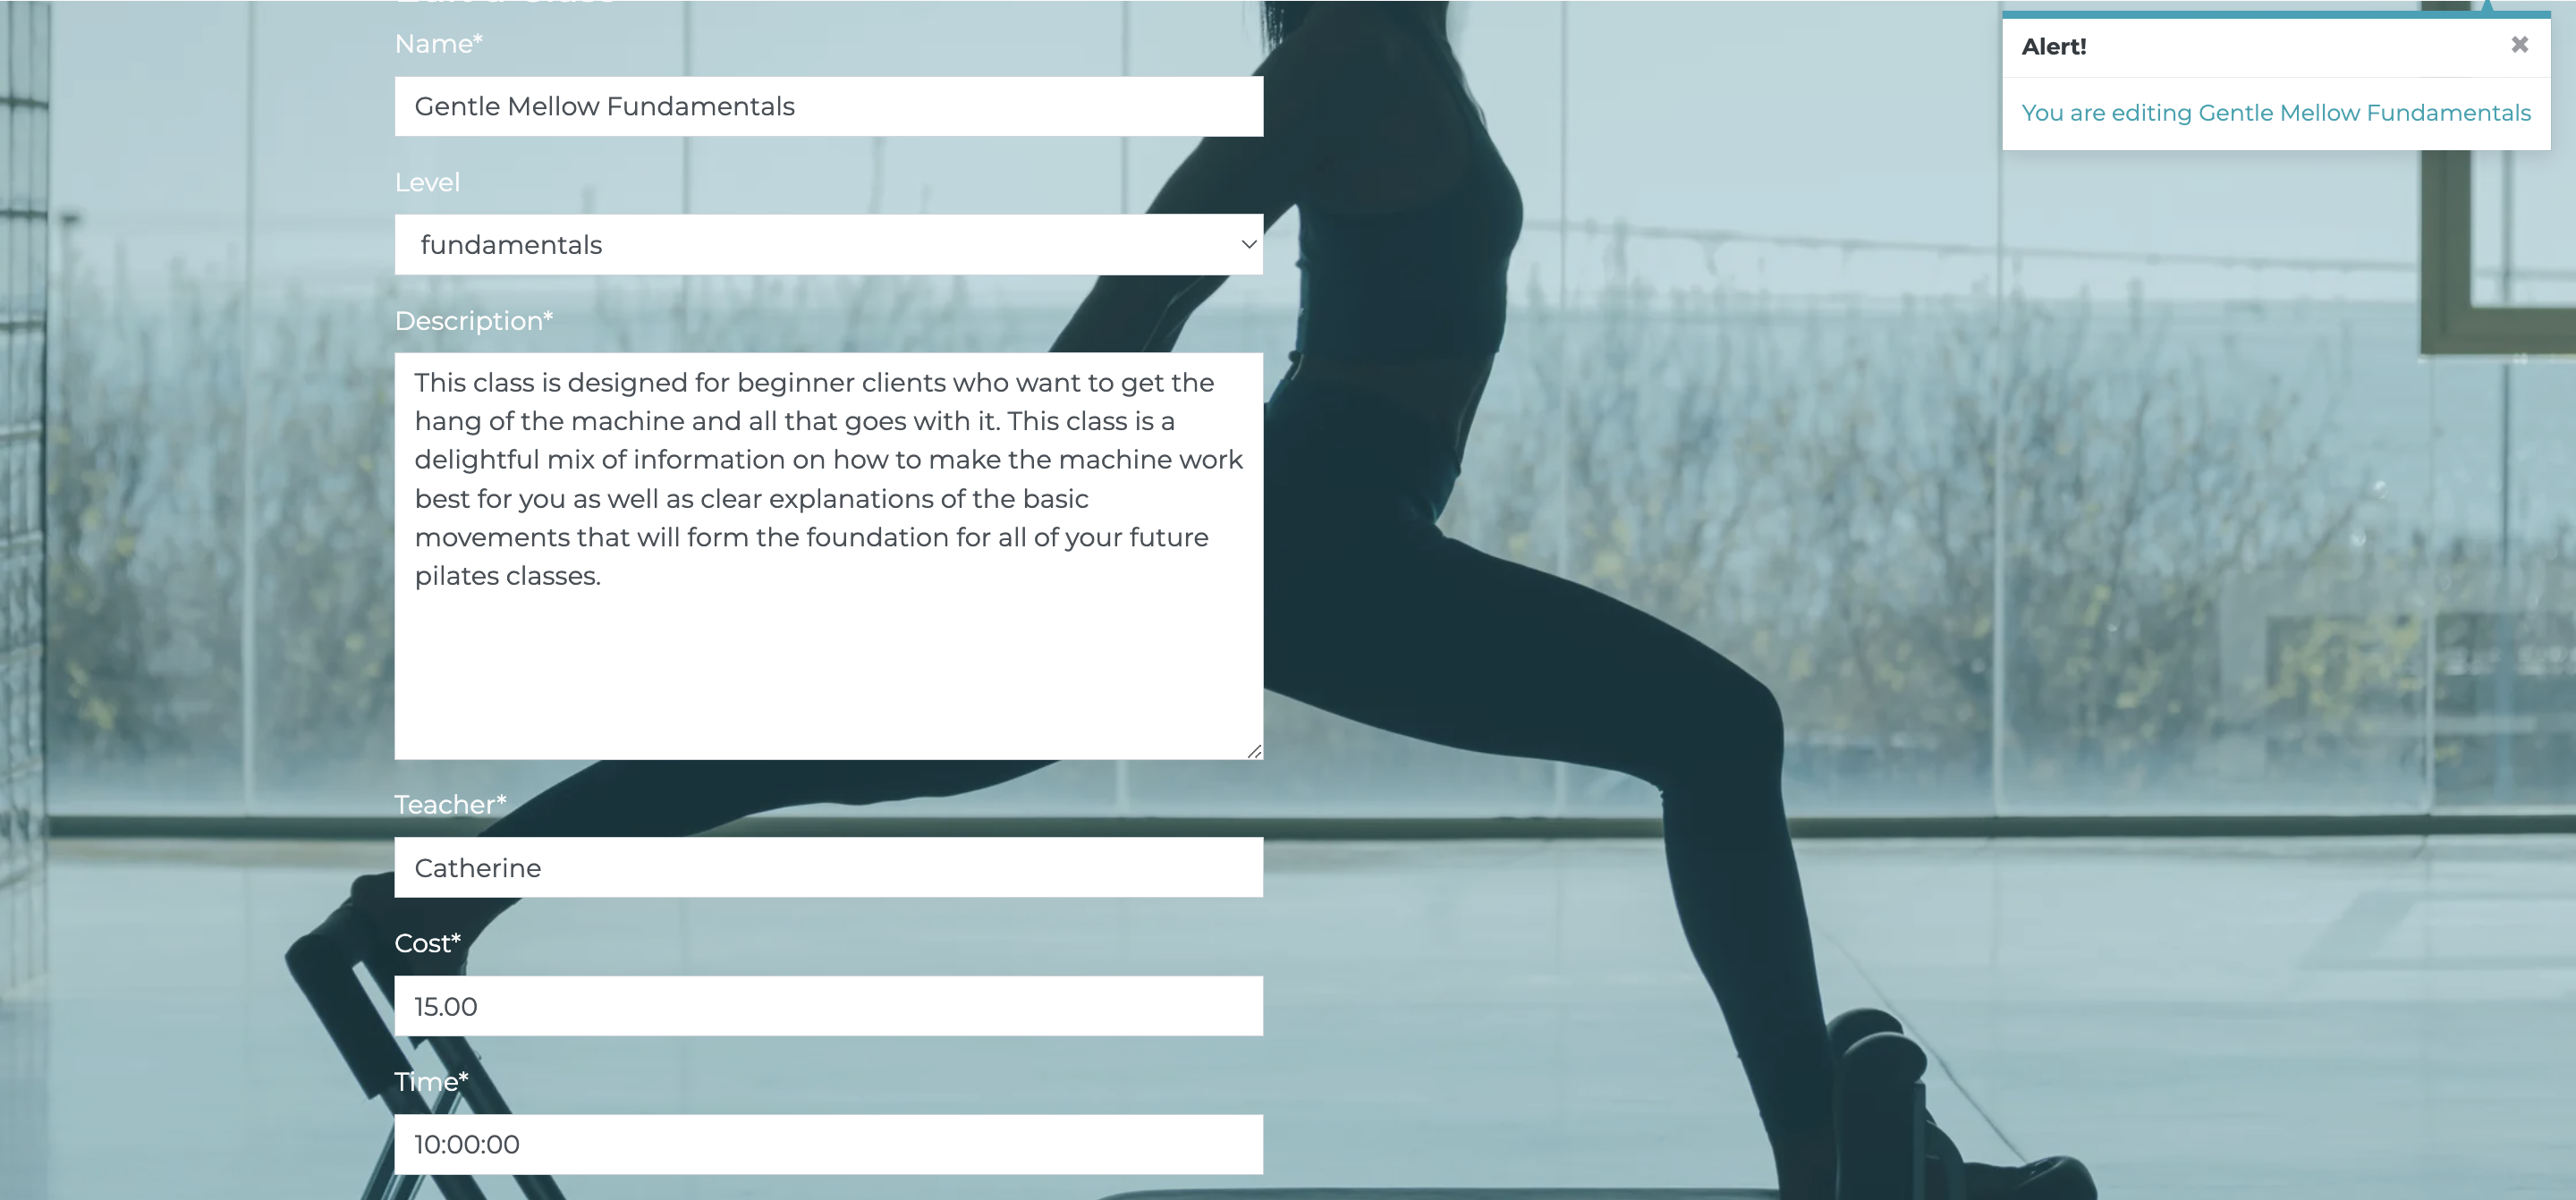 Name*
Gentle Mellow Fundamentals
Level
fundamentals
Description*
This class is designed for beginner clients who want to get the
hang of the machine and all that goes with it. This class is a
delightful mix of information on how to make the machine work
best for you as well as clear explanations of the basic
movements that will form the foundation for all of your future
pilates classes.
Teacher*
Catherine
Cost*
15.00
Time*
10:00:00
Alert!
You are editing Gentle Mellow Fundamentals